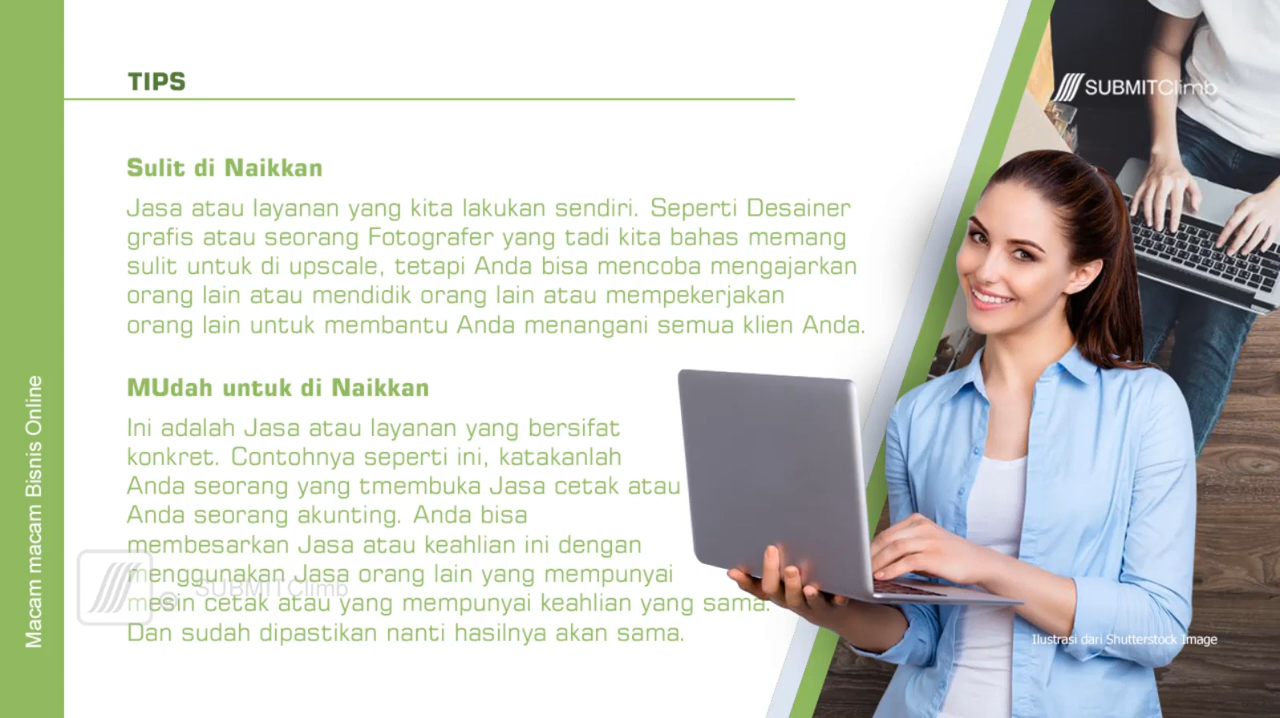 TIPS
SUBMITClimb
Sulit di Naikkan
Jasa atau layanan yang kita lakukan sendiri. Seperti Desainer
grafis atau seorang Fotografer yang tadi kita bahas memang
sulit untuk di upscale, tetapi Anda bisa mencoba mengajarkan
orang lain atau mendidik orang lain atau mempekerjakan
orang lain untuk membantu Anda menangani semua klien Anda.
MUdah untuk di Naikkan
Ini adalah Jasa atau layanan yang bersifat
konkret. Contohnya seperti ini, katakanlah
Anda seorang yang tmembuka Jasa cetak atau
Anda seorang akunting. Anda bisa
membesarkan Jasa atau keahlian ini dengan
menggunakan Jasa orang lain yang mempunyai
mesin cetak atau yang mempunyai keahlian yang sama.
Dan sudah dipastikan nanti hasilnya akan sama.
® SUBMITClimb
Macam macam Bisnis Online
Ilustrasi dari Shutterstock Image